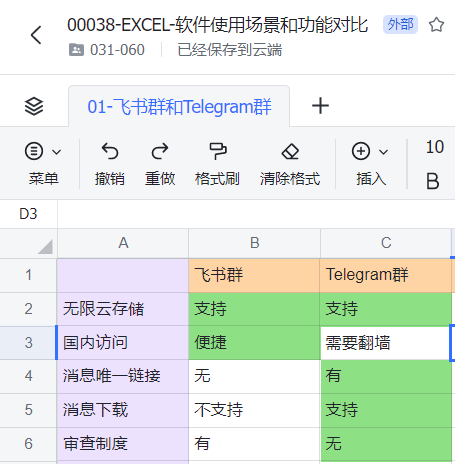 00038-EXCEL-软件使用场景和功能对比 外部
031-060 已经保存到云端
01-飞书群和Telegram群
菜单 撤销 重做 格式刷 清除格式 插入 10 B
D3
A B C
1 飞书群 Telegram群
2 无限云存储 支持 支持
3 国内访问 便捷 需要翻墙
4 消息唯一链接 无 有
5 消息下载 不支持 支持
6 审查制度 有 无